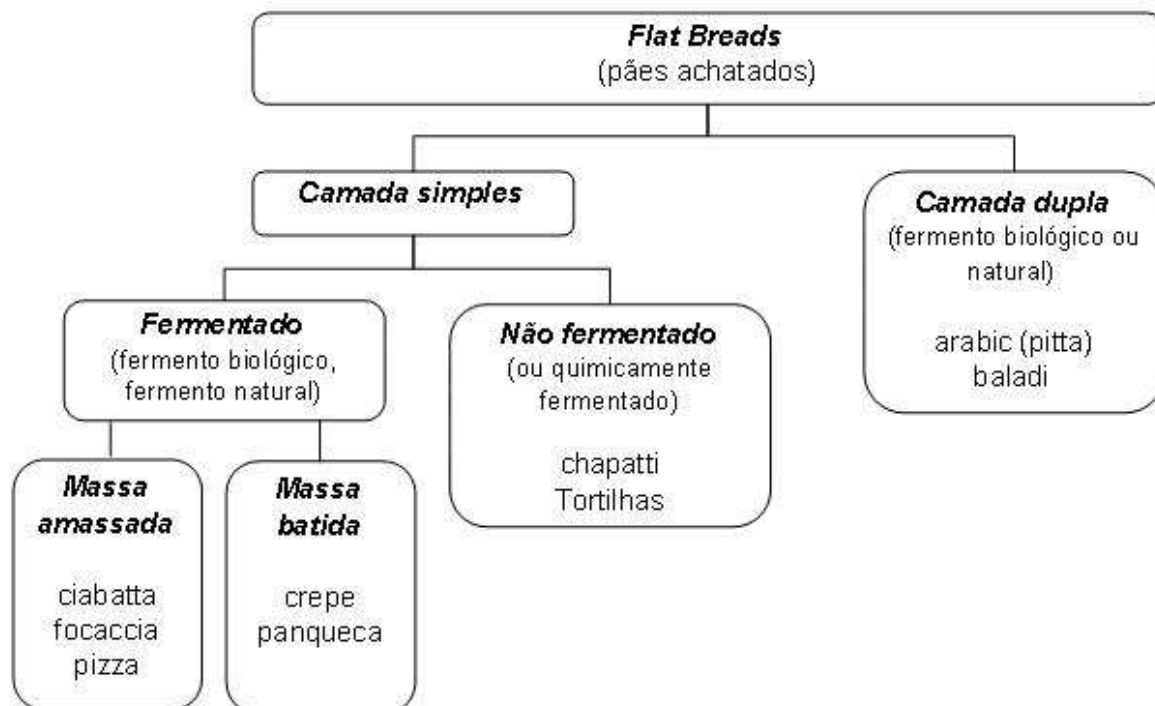 Flat Breads
(pães achatados)
Camada simples
Camada dupla
(fermento biológico ou
natural)
arabic (pitta)
baladi
Fermentado
(fermento biológico,
fermento natural)
Não fermentado
(ou quimicamente
fermentado)
chapatti
Tortilhas
Massa
amassada
ciabatta
focaccia
pizza
Massa
batida
crepe
panqueca